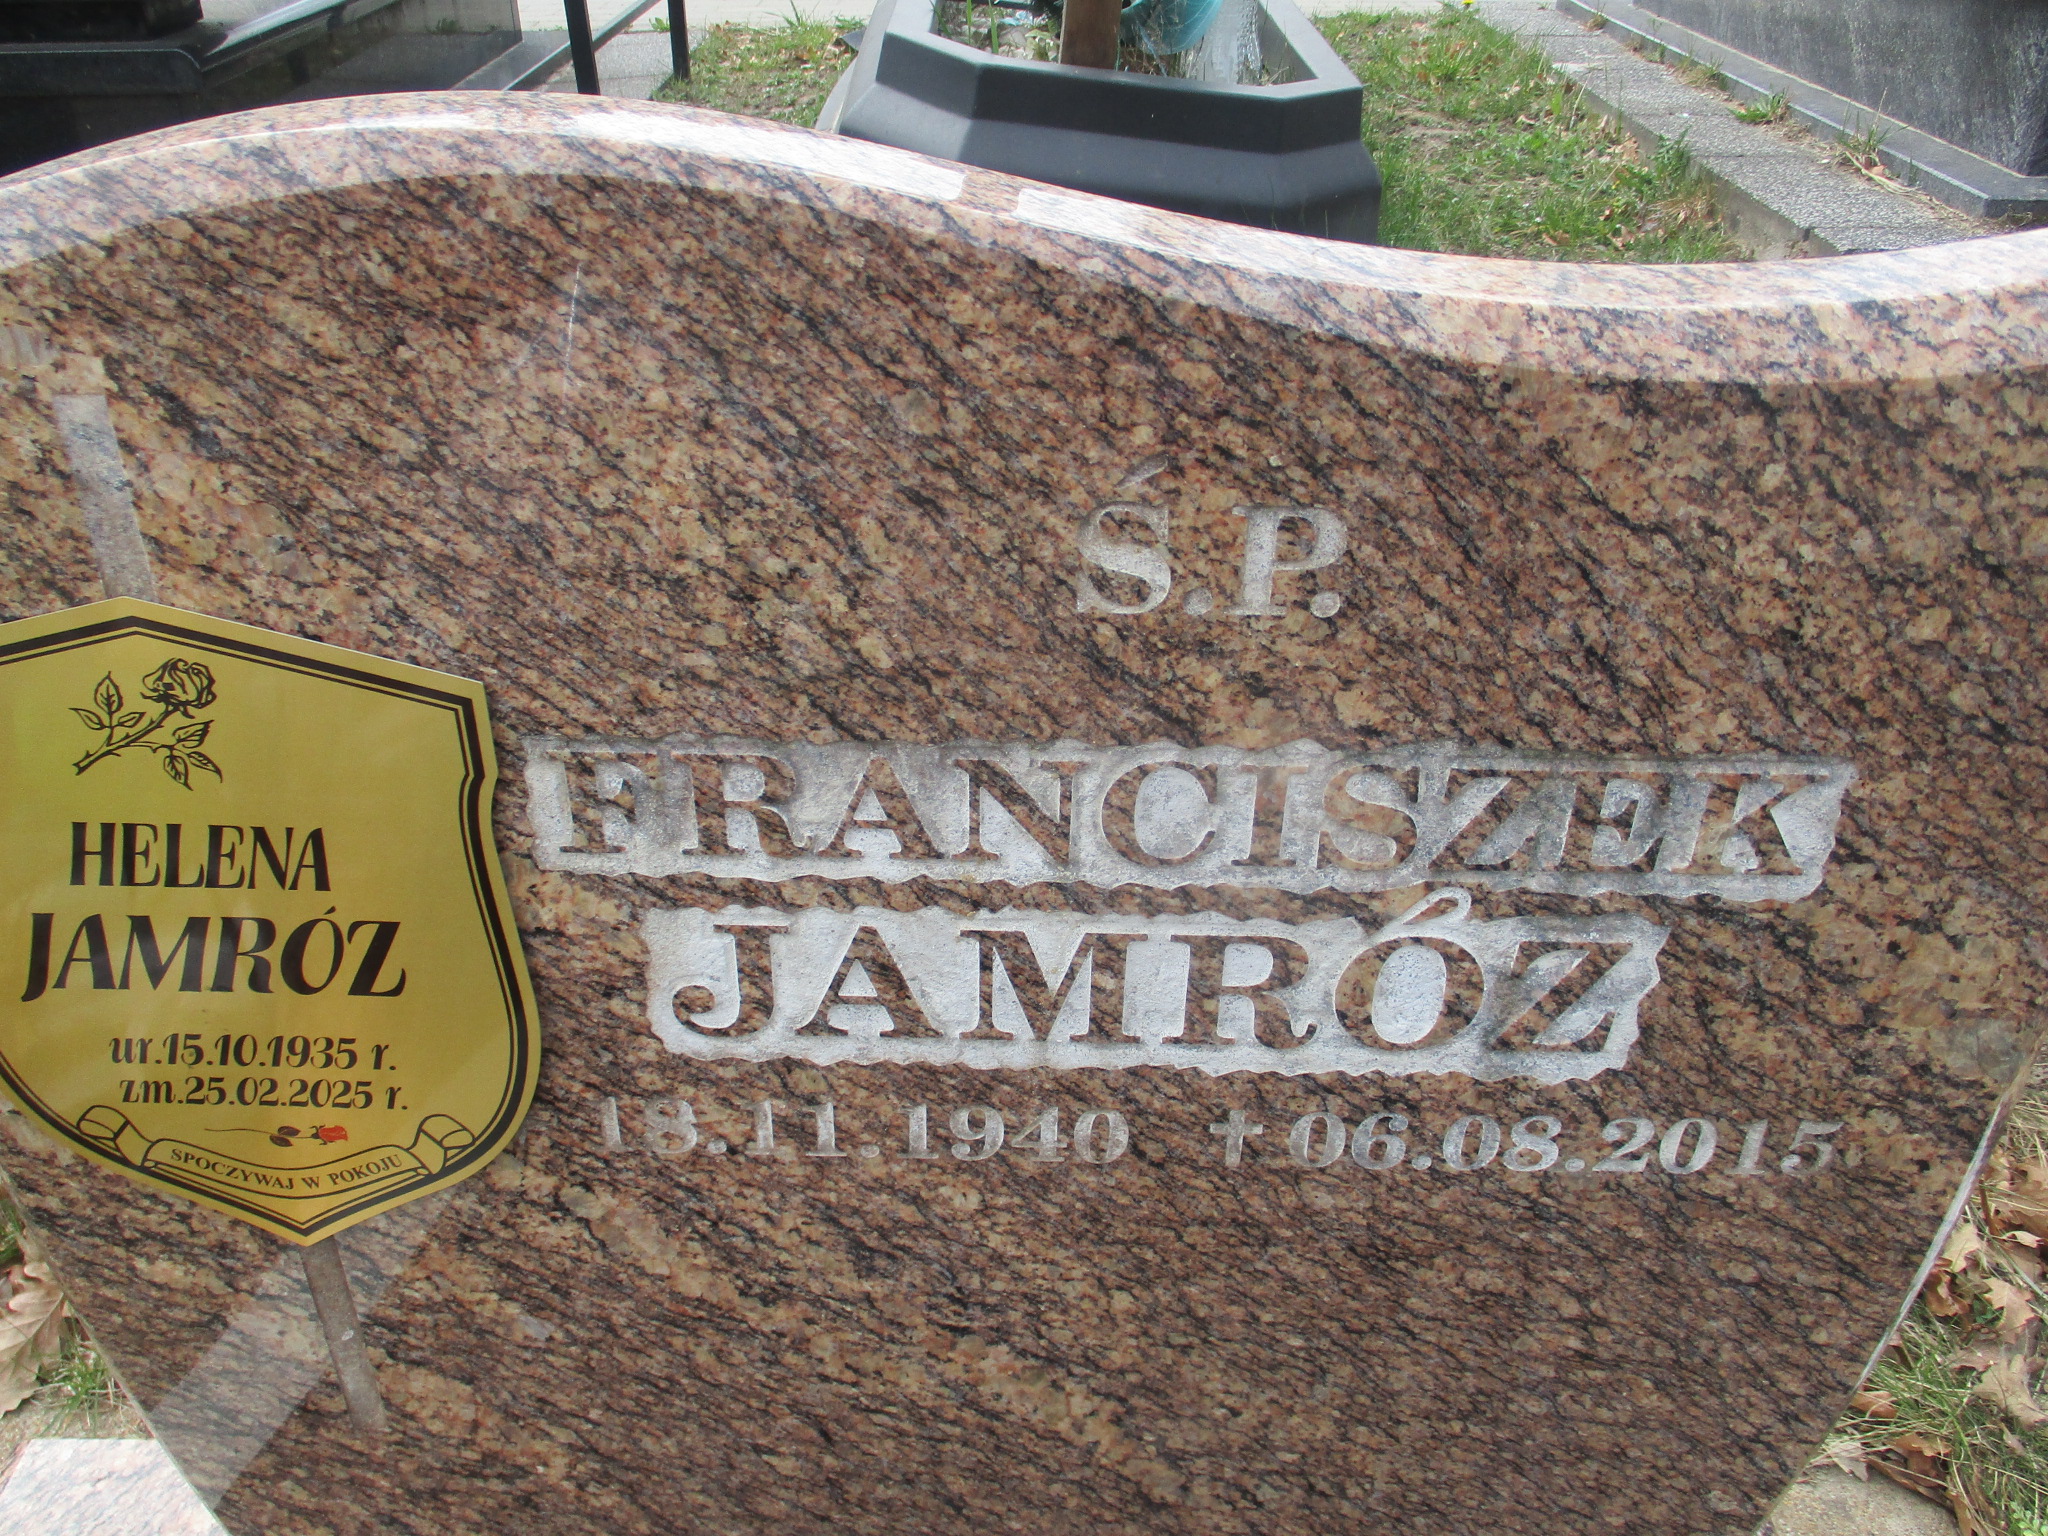 Ś.P.
FRANCISZEK
JAMRÓZ
18.11.1940 +06.08.2015
HELENA
JAMRÓZ
ur.15.10.1935 r.
zm.25.02.2025 r.
SPOCZYWAJ W POKOJU